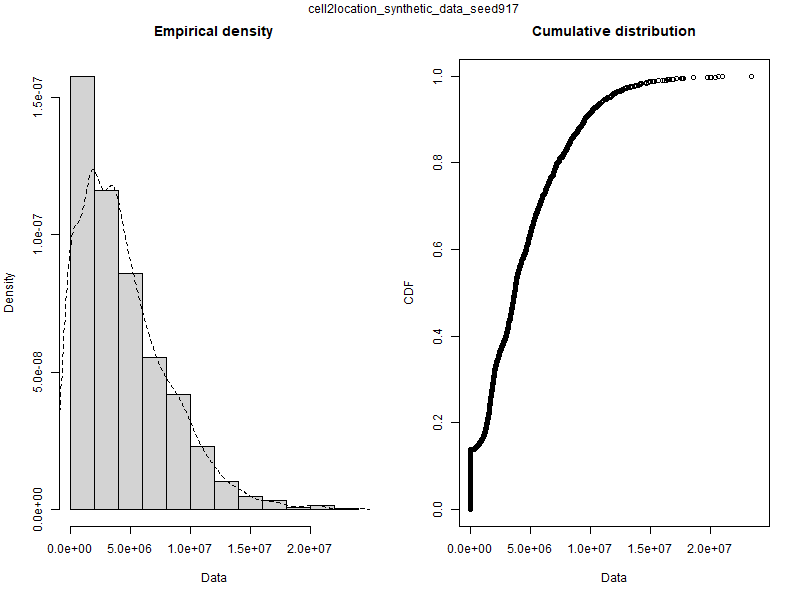 cell2location_synthetic_data_seed917
Empirical density
Cumulative distribution
Density
0.0e+00
5.0e-08
1.0e-07
1.5e-07
0.0e+00
5.0e+06
1.0e+07
1.5e+07
2.0e+07
Data
CDF
0.0
0.2
0.4
0.6
0.8
1.0
0.0e+00
5.0e+06
1.0e+07
1.5e+07
2.0e+07
Data